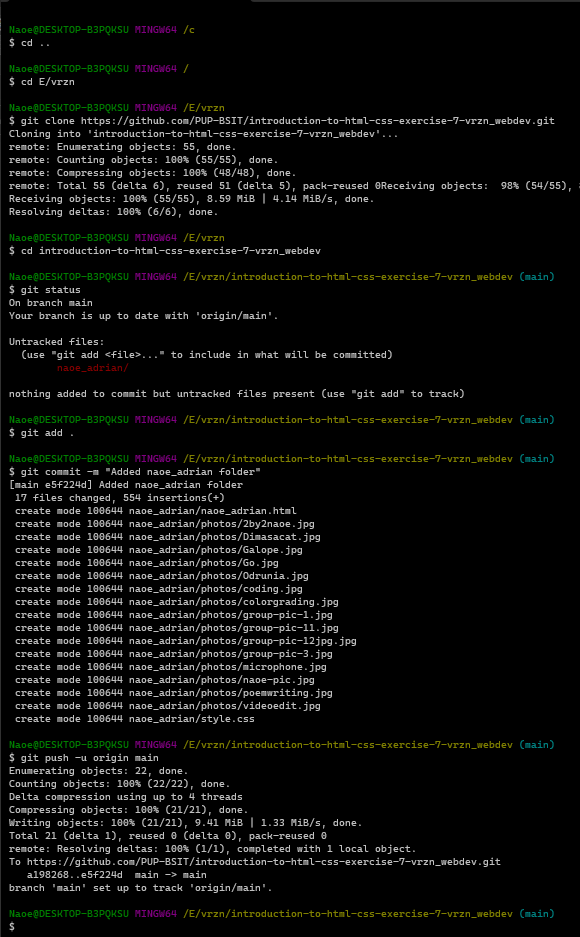 Naoe@DESKTOP-B3PQKSU MINGW64 /c
$ cd ..
Naoe@DESKTOP-B3PQKSU MINGW64 /
$ cd E/vrzn
Naoe@DESKTOP-B3PQKSU MINGW64 /E/vrzn
$ git clone https://github.com/PUP-BSIT/introduction-to-html-css-exercise-7-vrzn_webdev.git
Cloning into 'introduction-to-html-css-exercise-7-vrzn_webdev'...
remote: Enumerating objects: 55, done.
remote: Counting objects: 100% (55/55), done.
remote: Compressing objects: 100% (48/48), done.
remote: Total 55 (delta 6), reused 51 (delta 5), pack-reused 0Receiving objects:  98% (54/55),
Receiving objects: 100% (55/55), 8.59 MiB | 4.14 MiB/s, done.
Resolving deltas: 100% (6/6), done.
Naoe@DESKTOP-B3PQKSU MINGW64 /E/vrzn
$ cd introduction-to-html-css-exercise-7-vrzn_webdev
Naoe@DESKTOP-B3PQKSU MINGW64 /E/vrzn/introduction-to-html-css-exercise-7-vrzn_webdev (main)
$ git status
On branch main
Your branch is up to date with 'origin/main'.
Untracked files:
  (use "git add <file>..." to include in what will be committed)
        naoe_adrian/
nothing added to commit but untracked files present (use "git add" to track)
Naoe@DESKTOP-B3PQKSU MINGW64 /E/vrzn/introduction-to-html-css-exercise-7-vrzn_webdev (main)
$ git add .
Naoe@DESKTOP-B3PQKSU MINGW64 /E/vrzn/introduction-to-html-css-exercise-7-vrzn_webdev (main)
$ git commit -m "Added naoe_adrian folder"
[main e5f224d] Added naoe_adrian folder
 17 files changed, 554 insertions(+)
 create mode 100644 naoe_adrian/naoe_adrian.html
 create mode 100644 naoe_adrian/photos/2by2naoe.jpg
 create mode 100644 naoe_adrian/photos/Dimasacat.jpg
 create mode 100644 naoe_adrian/photos/Galope.jpg
 create mode 100644 naoe_adrian/photos/Go.jpg
 create mode 100644 naoe_adrian/photos/Odrunia.jpg
 create mode 100644 naoe_adrian/photos/coding.jpg
 create mode 100644 naoe_adrian/photos/colorgrading.jpg
 create mode 100644 naoe_adrian/photos/group-pic-1.jpg
 create mode 100644 naoe_adrian/photos/group-pic-11.jpg
 create mode 100644 naoe_adrian/photos/group-pic-12jpg.jpg
 create mode 100644 naoe_adrian/photos/group-pic-3.jpg
 create mode 100644 naoe_adrian/photos/microphone.jpg
 create mode 100644 naoe_adrian/photos/naoe-pic.jpg
 create mode 100644 naoe_adrian/photos/poemwriting.jpg
 create mode 100644 naoe_adrian/photos/videoedit.jpg
 create mode 100644 naoe_adrian/style.css
Naoe@DESKTOP-B3PQKSU MINGW64 /E/vrzn/introduction-to-html-css-exercise-7-vrzn_webdev (main)
$ git push -u origin main
Enumerating objects: 22, done.
Counting objects: 100% (22/22), done.
Delta compression using up to 4 threads
Compressing objects: 100% (21/21), done.
Writing objects: 100% (21/21), 9.41 MiB | 1.33 MiB/s, done.
Total 21 (delta 1), reused 0 (delta 0), pack-reused 0
remote: Resolving deltas: 100% (1/1), completed with 1 local object.
To https://github.com/PUP-BSIT/introduction-to-html-css-exercise-7-vrzn_webdev.git
   a198268..e5f224d  main -> main
branch 'main' set up to track 'origin/main'.
Naoe@DESKTOP-B3PQKSU MINGW64 /E/vrzn/introduction-to-html-css-exercise-7-vrzn_webdev (main)
$